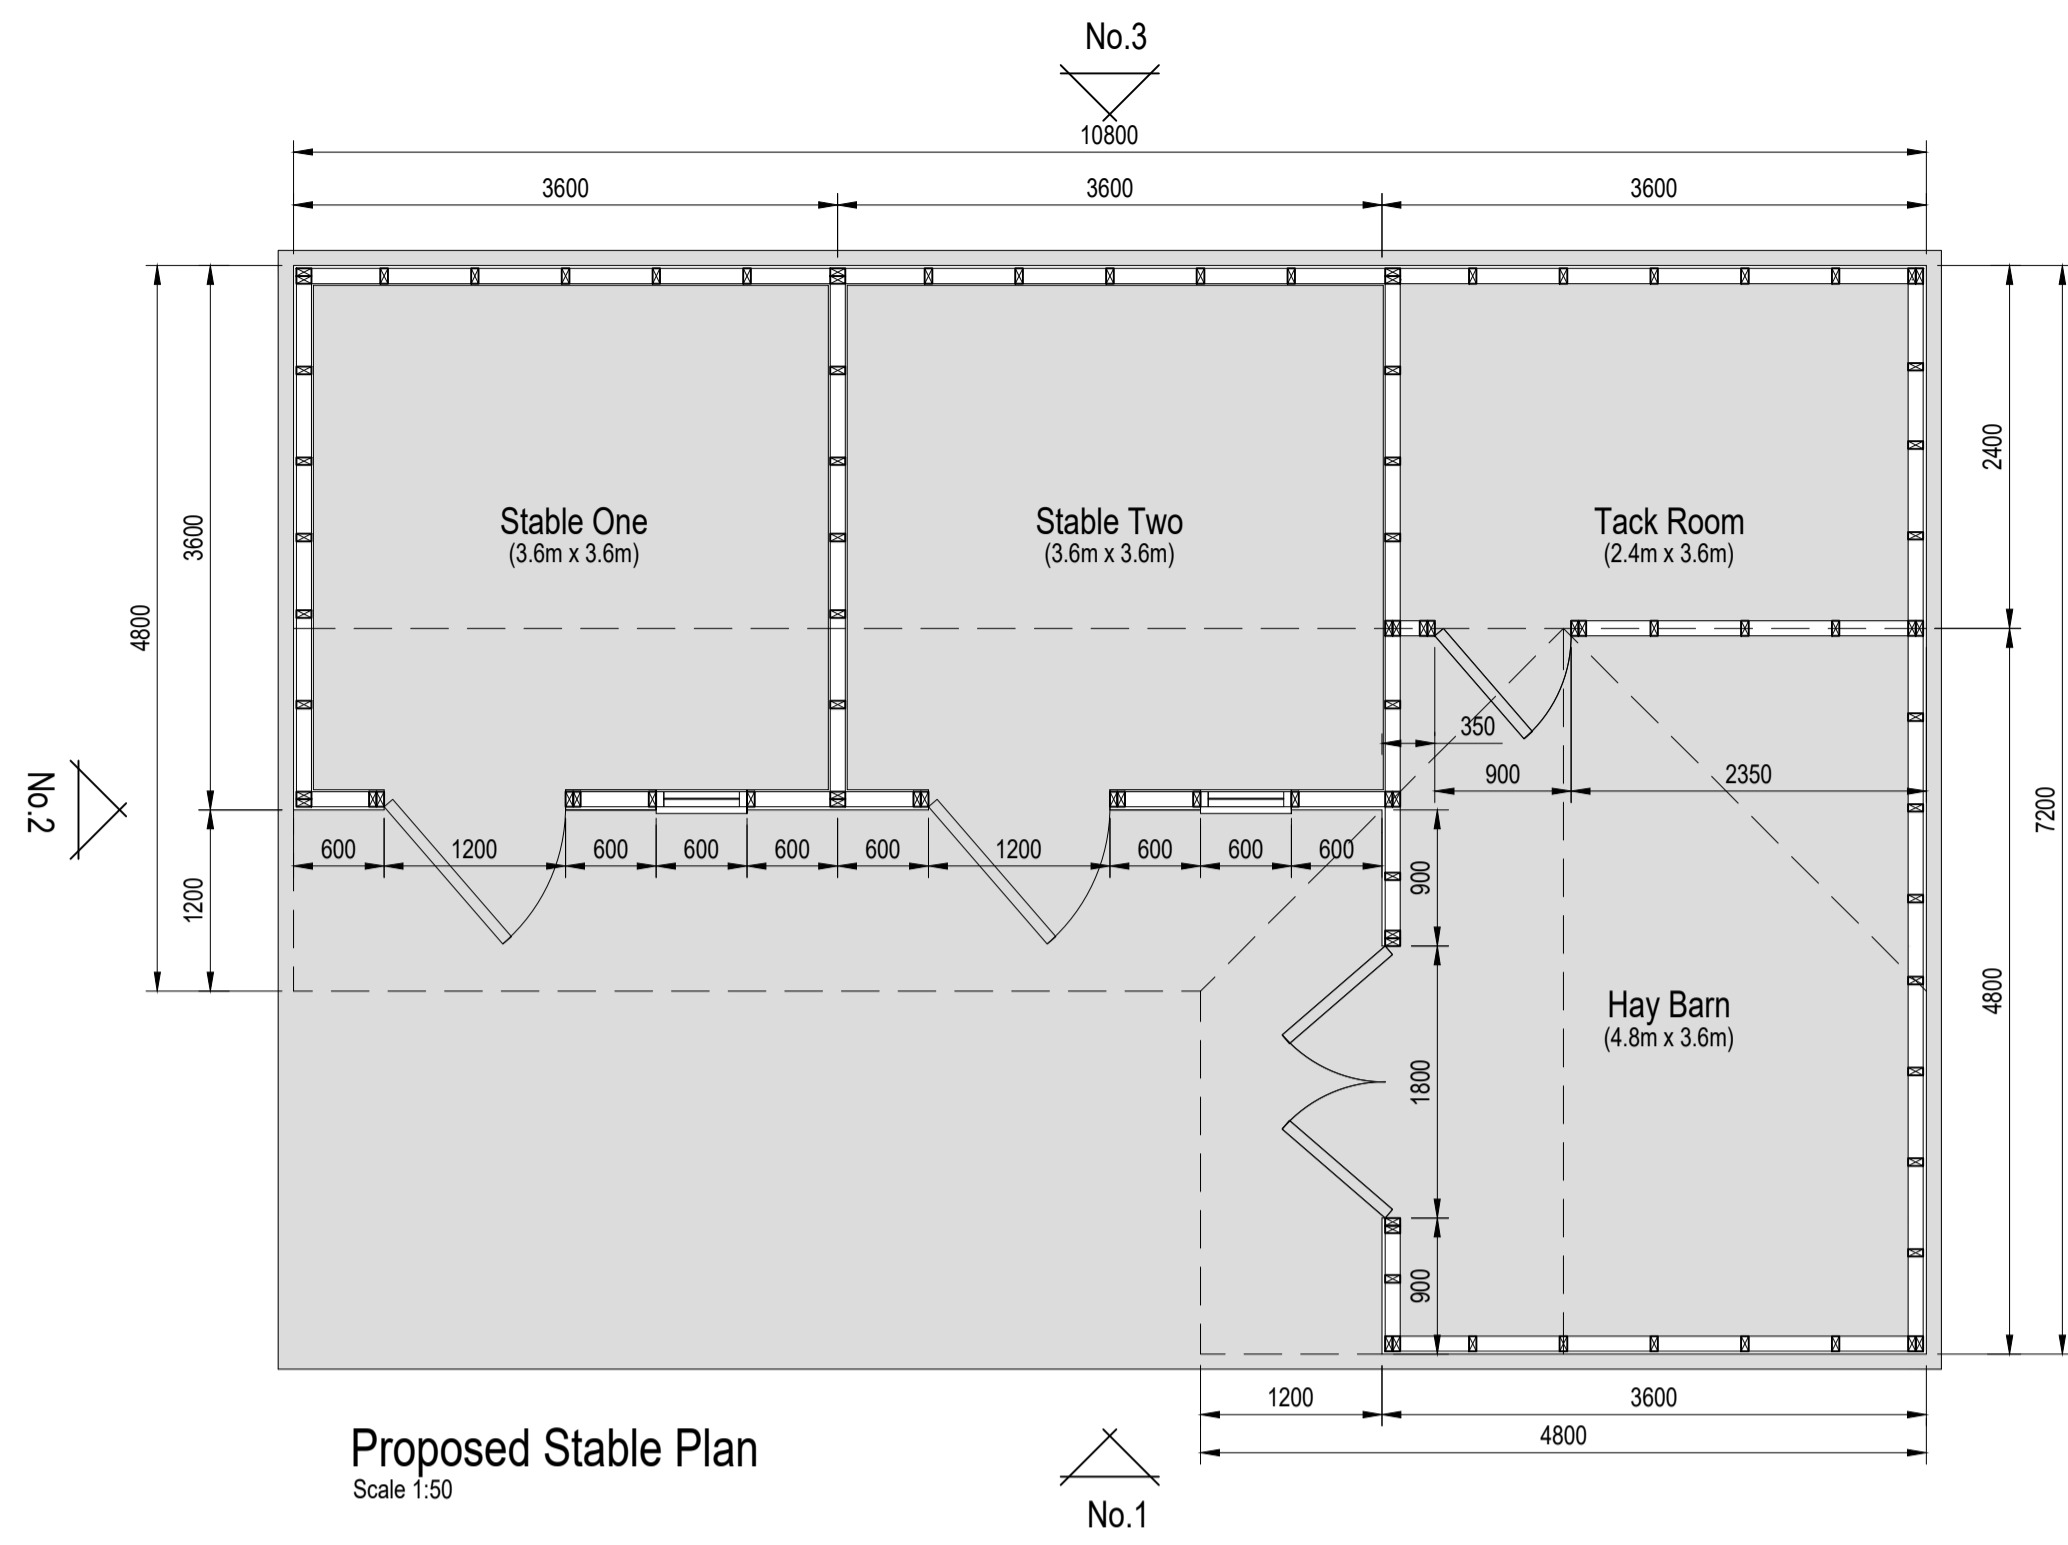 No.3
10800
3600
3600
3600
4800
3600
1200
No.2
Stable One
(3.6m x 3.6m)
Stable Two
(3.6m x 3.6m)
Tack Room
(2.4m x 3.6m)
2400
7200
4800
350
900
2350
600
1200
600
600
600
600
1200
600
600
600
900
1800
900
Hay Barn
(4.8m x 3.6m)
1200
3600
4800
Proposed Stable Plan
Scale 1:50
No.1